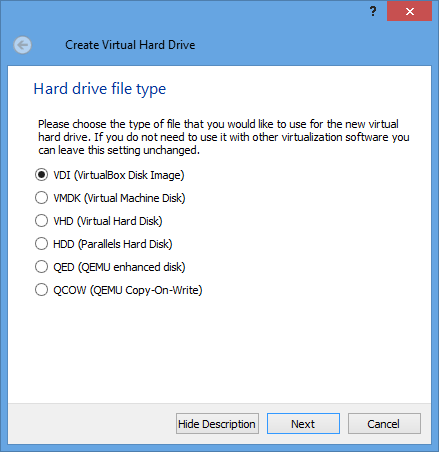 ?
Create Virtual Hard Drive
Hard drive file type
Please choose the type of file that you would like to use for the new virtual
hard drive. If you do not need to use it with other virtualization software you
can leave this setting unchanged.
VDI (VirtualBox Disk Image)
VMDK (Virtual Machine Disk)
VHD (Virtual Hard Disk)
HDD (Parallels Hard Disk)
QED (QEMU enhanced disk)
QCOW (QEMU Copy-On-Write)
Hide Description Next Cancel